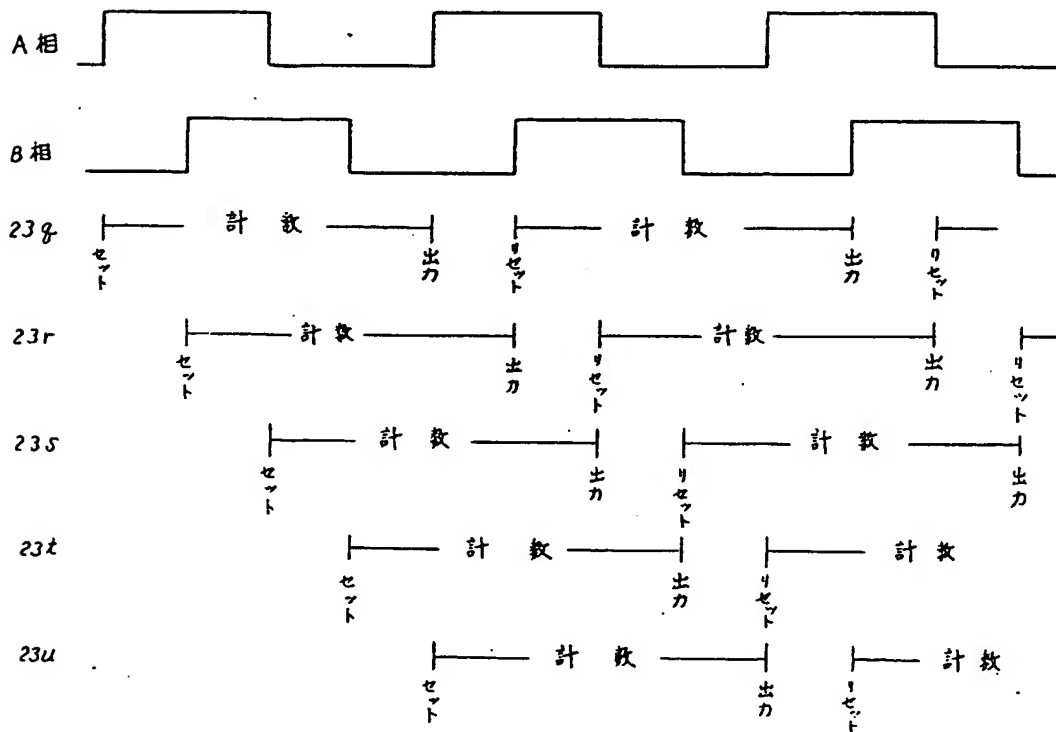 A相
B相
23q 計数 計数
セット 出力 リセット 出力 リセット
23r 計数 計数
セット 出力 リセット 出力 リセット
23s 計数 計数
セット 出力 リセット 出力
23t 計数 計数
セット 出力 リセット
23u 計数 計数
セット 出力 リセット